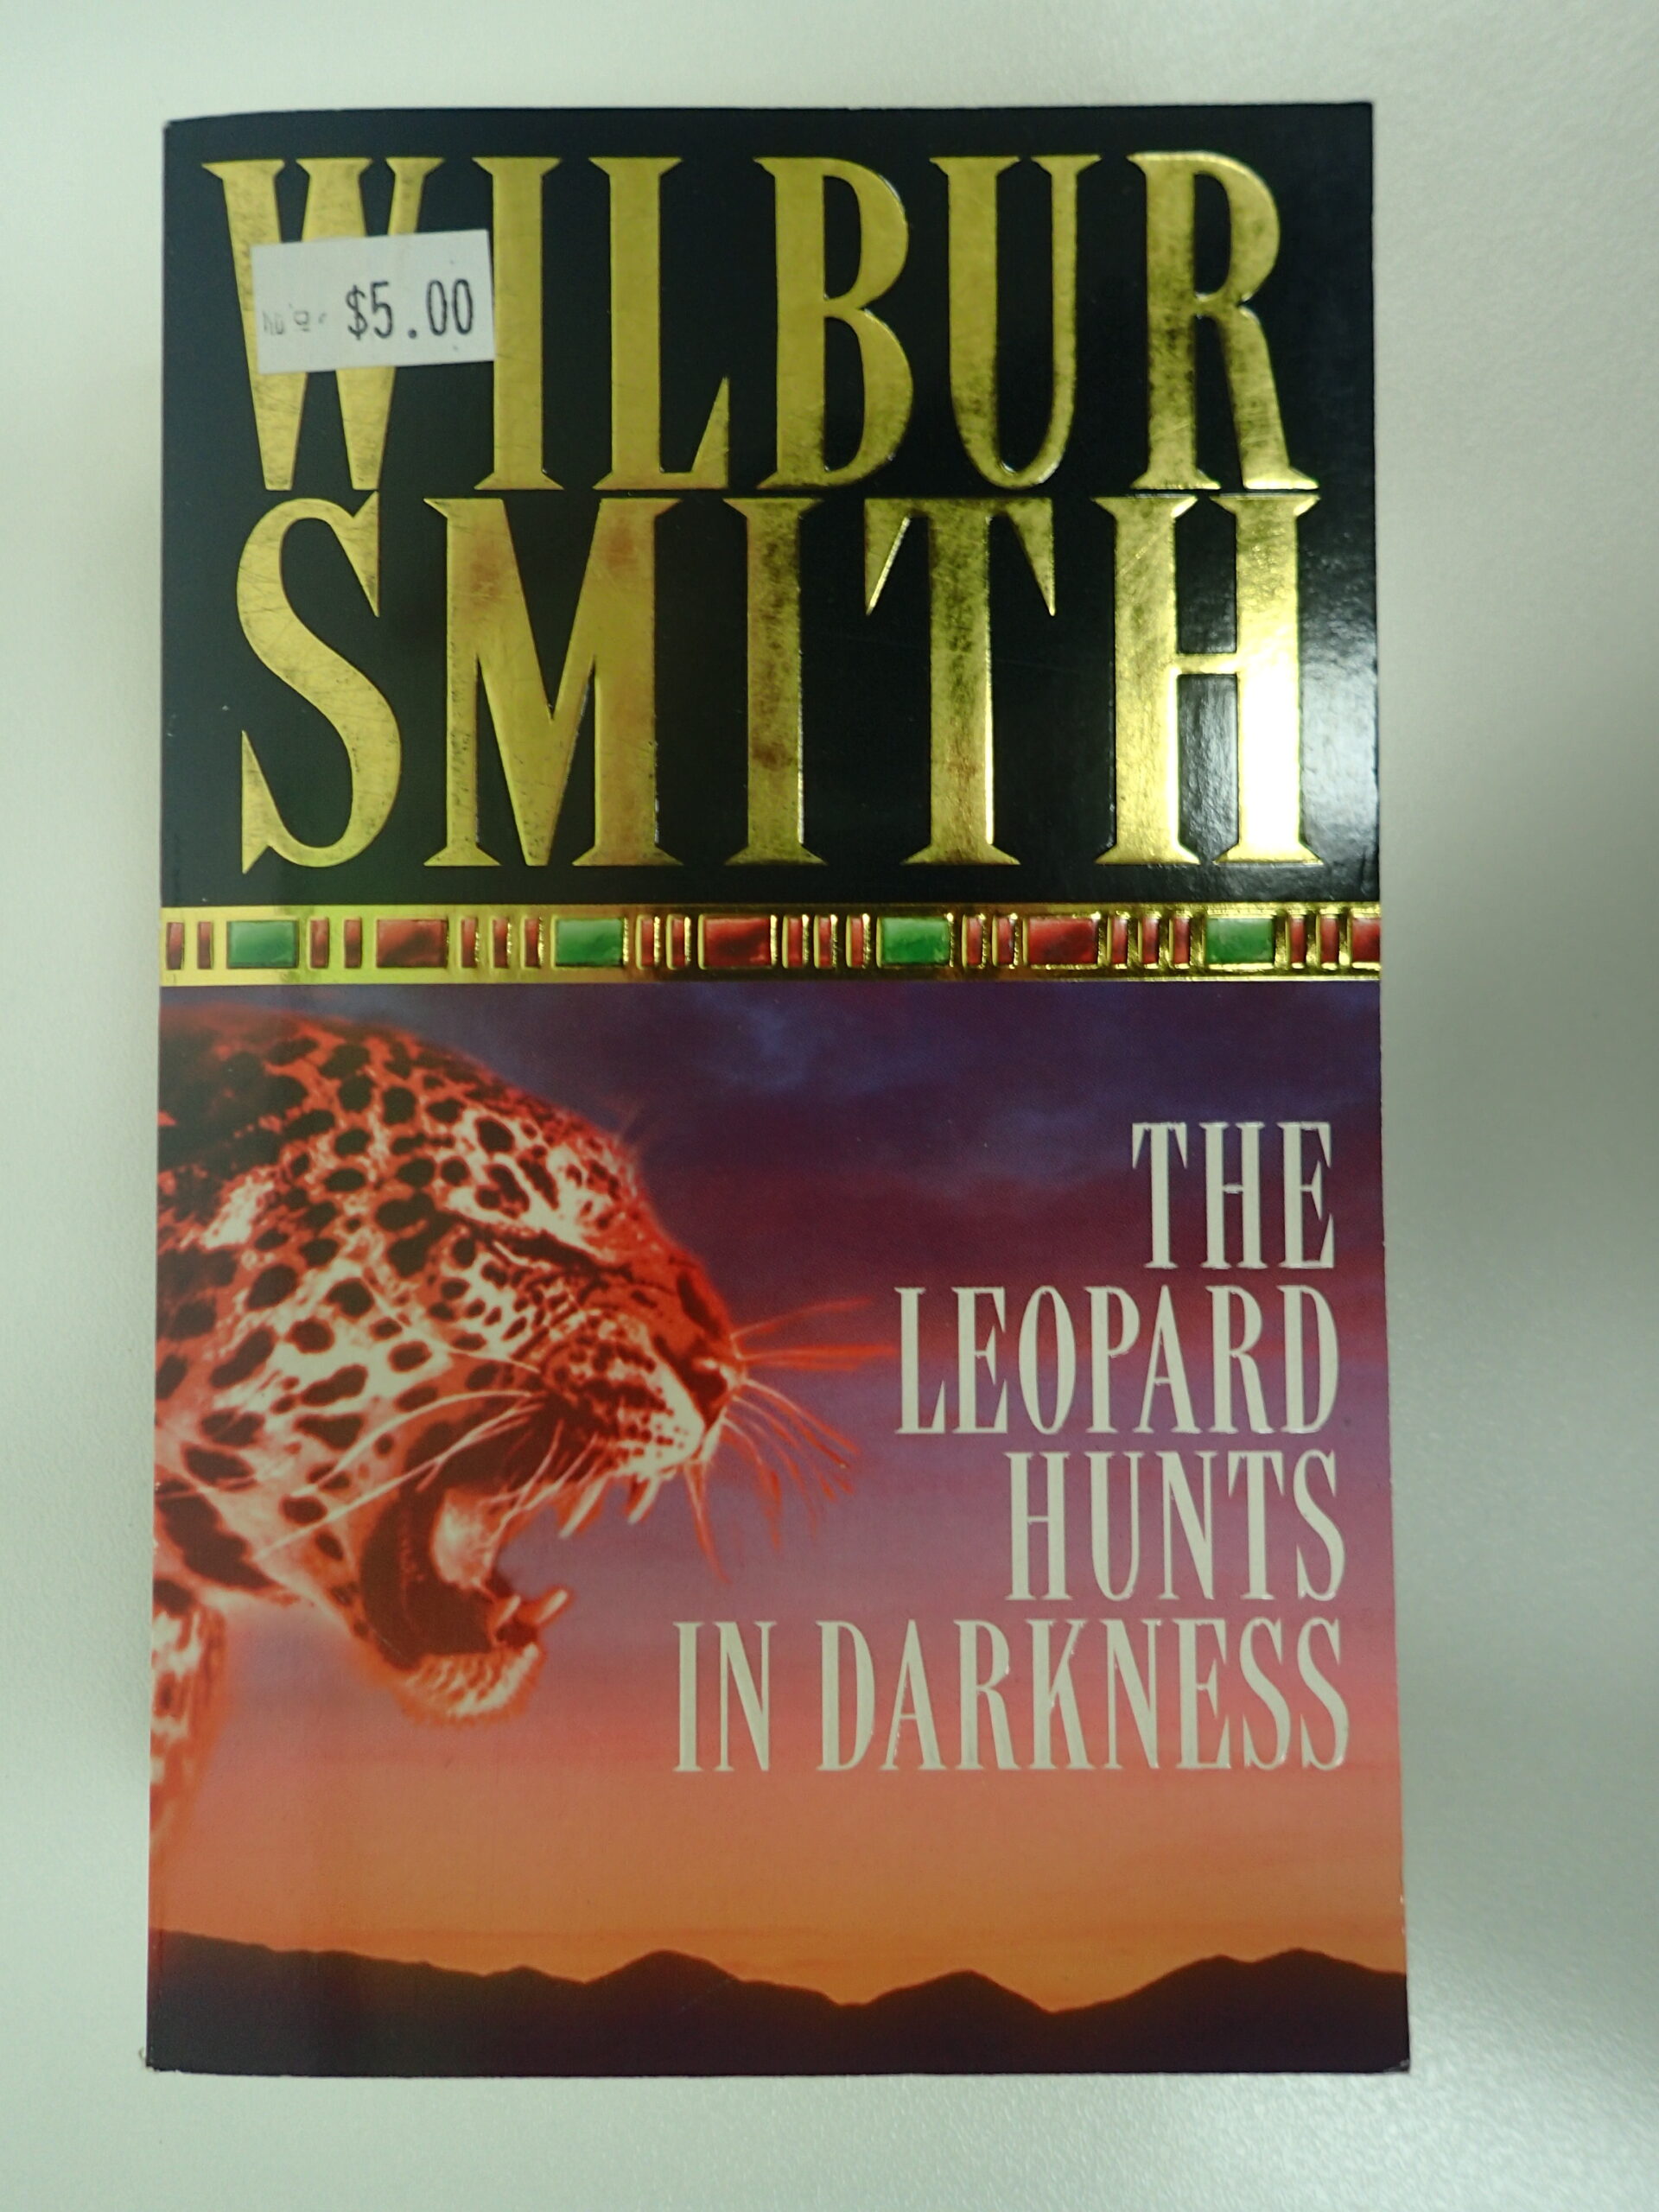 WILBUR
$5.00
SMITH
THE
LEOPARD
HUNTS
IN DARKNESS